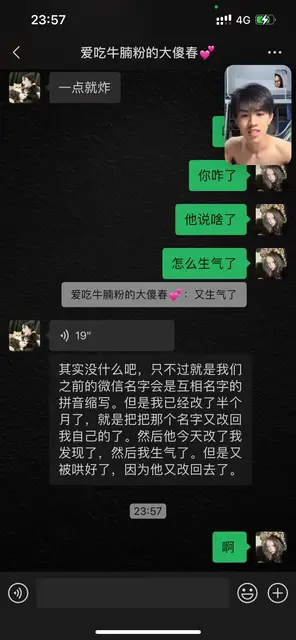 23:57
4G
爱吃牛腩粉的大傻春💕
一点就炸
你咋了
他说啥了
怎么生气了
爱吃牛腩粉的大傻春💕：又生气了
19"
其实没什么吧，只不过就是我们
之前的微信名字会是互相名字的
拼音缩写。但是我已经改了半个
月了，就是把把那个名字又改回
我自己的了。然后他今天改了我
发现了，然后我生气了。但是又
被哄好了，因为他又改回去了。
23:57
啊